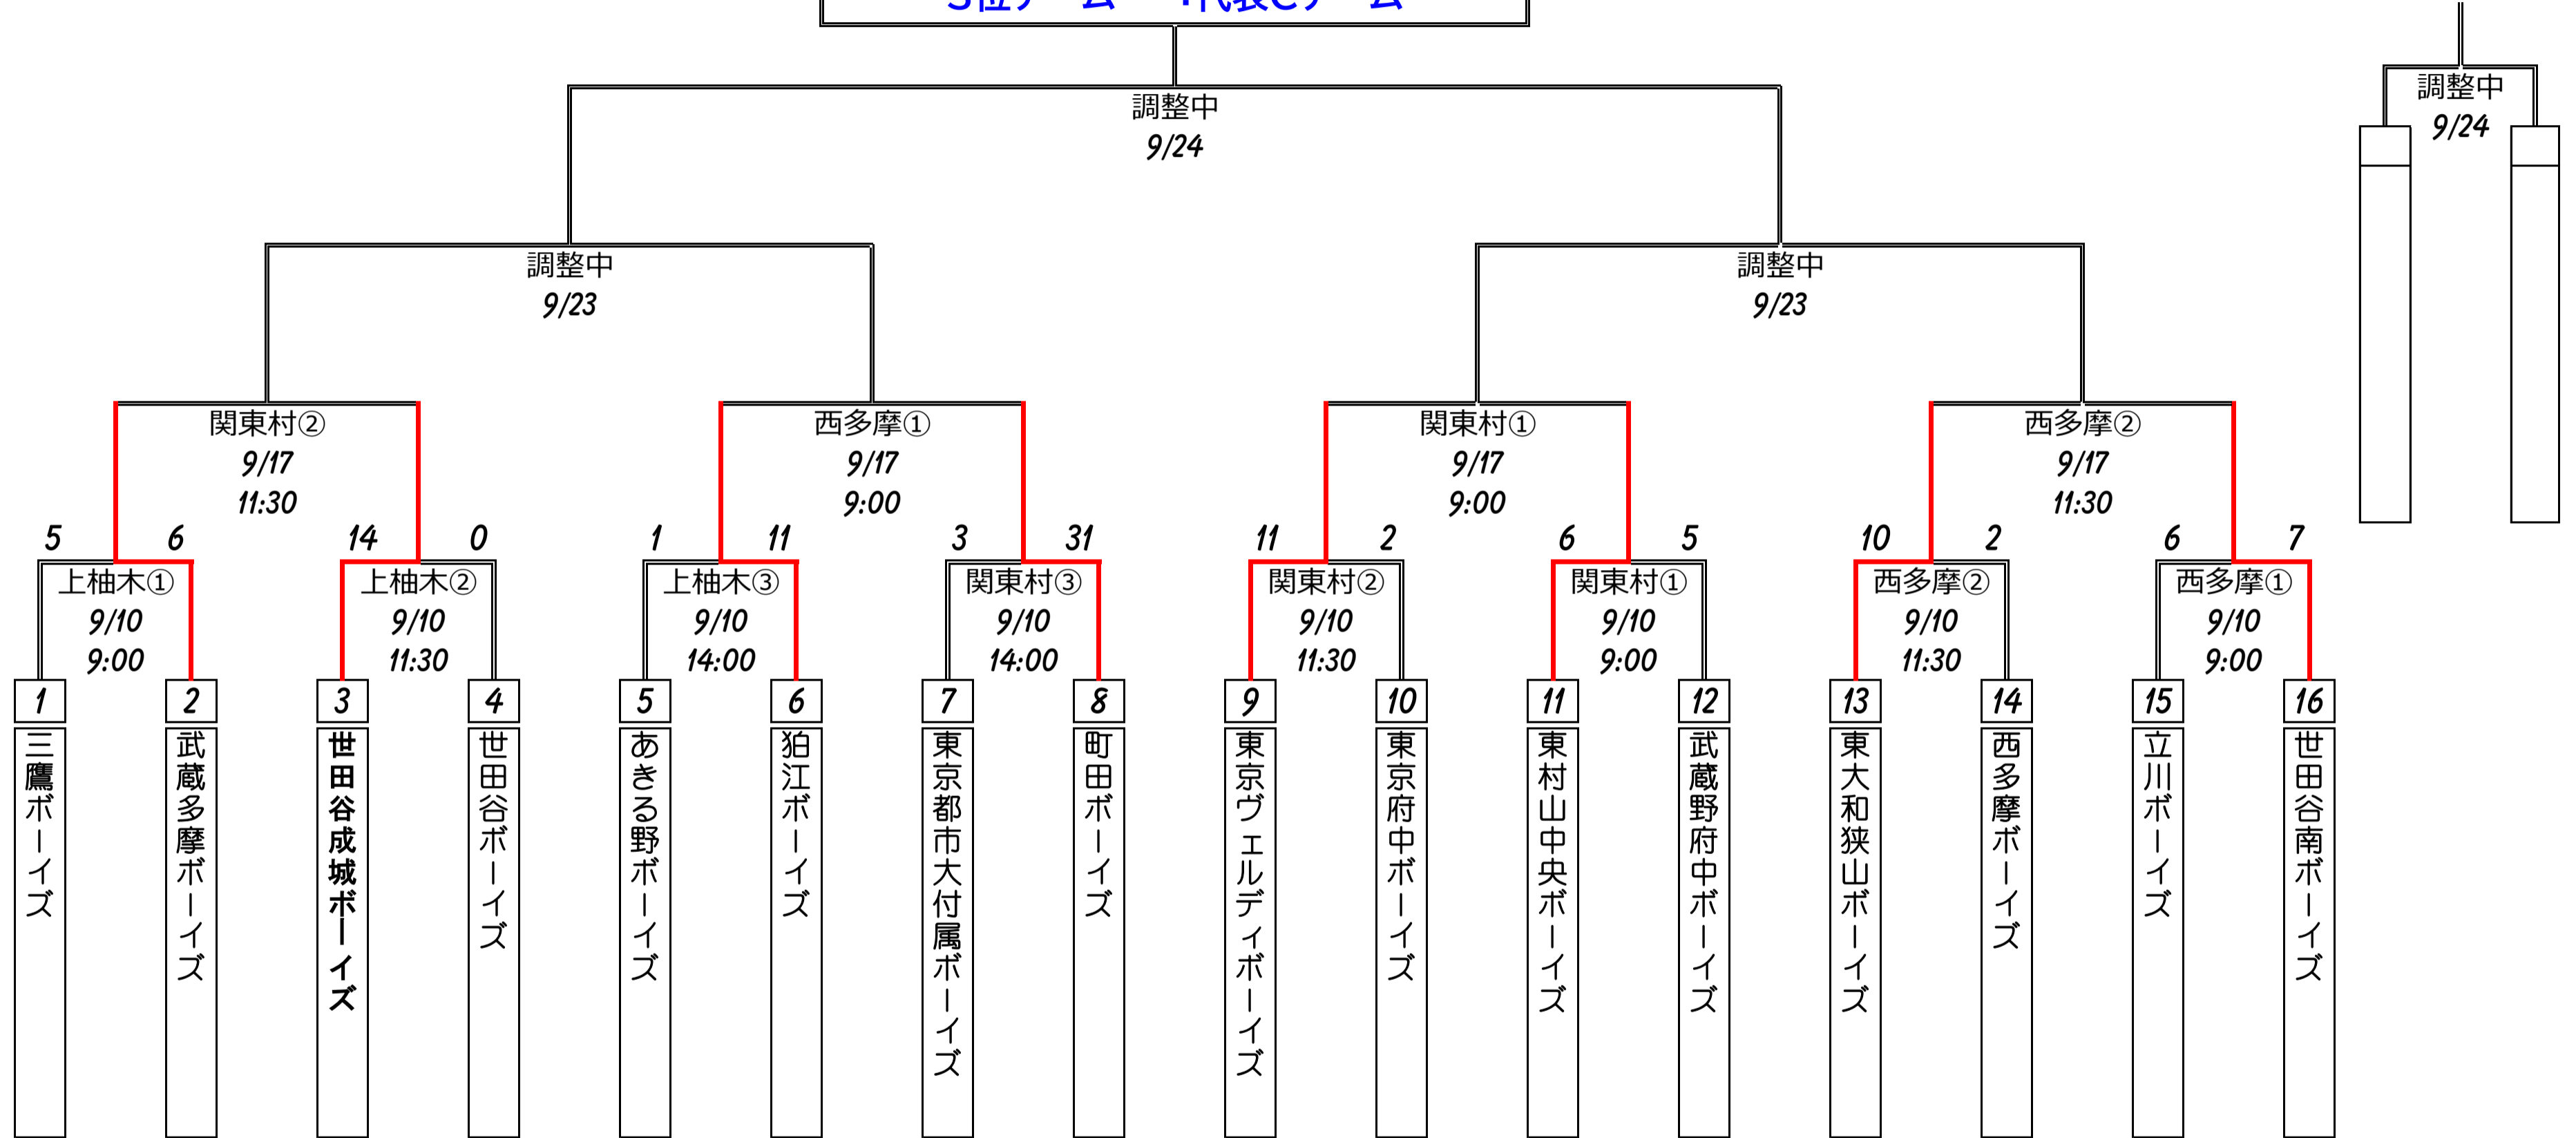 3位チーム
代表Cチーム
調整中
9/24
調整中
9/24
調整中
9/23
調整中
9/23
関東村②
9/17
11:30
西多摩①
9/17
9:00
関東村①
9/17
9:00
西多摩②
9/17
11:30
5 6 14 0 1 11 3 31 11 2 6 5 10 2 6 7
上柚木①
9/10
9:00
上柚木②
9/10
11:30
上柚木③
9/10
14:00
関東村③
9/10
14:00
関東村②
9/10
11:30
関東村①
9/10
9:00
西多摩②
9/10
11:30
西多摩①
9/10
9:00
1
三鷹ボーイズ
2
武蔵多摩ボーイズ
3
世田谷成城ボーイズ
4
世田谷ボーイズ
5
あきる野ボーイズ
6
狛江ボーイズ
7
東京都市大付属ボーイズ
8
町田ボーイズ
9
東京ヴェルディボーイズ
10
東京府中ボーイズ
11
東村山中央ボーイズ
12
武蔵野府中ボーイズ
13
東大和狭山ボーイズ
14
西多摩ボーイズ
15
立川ボーイズ
16
世田谷南ボーイズ